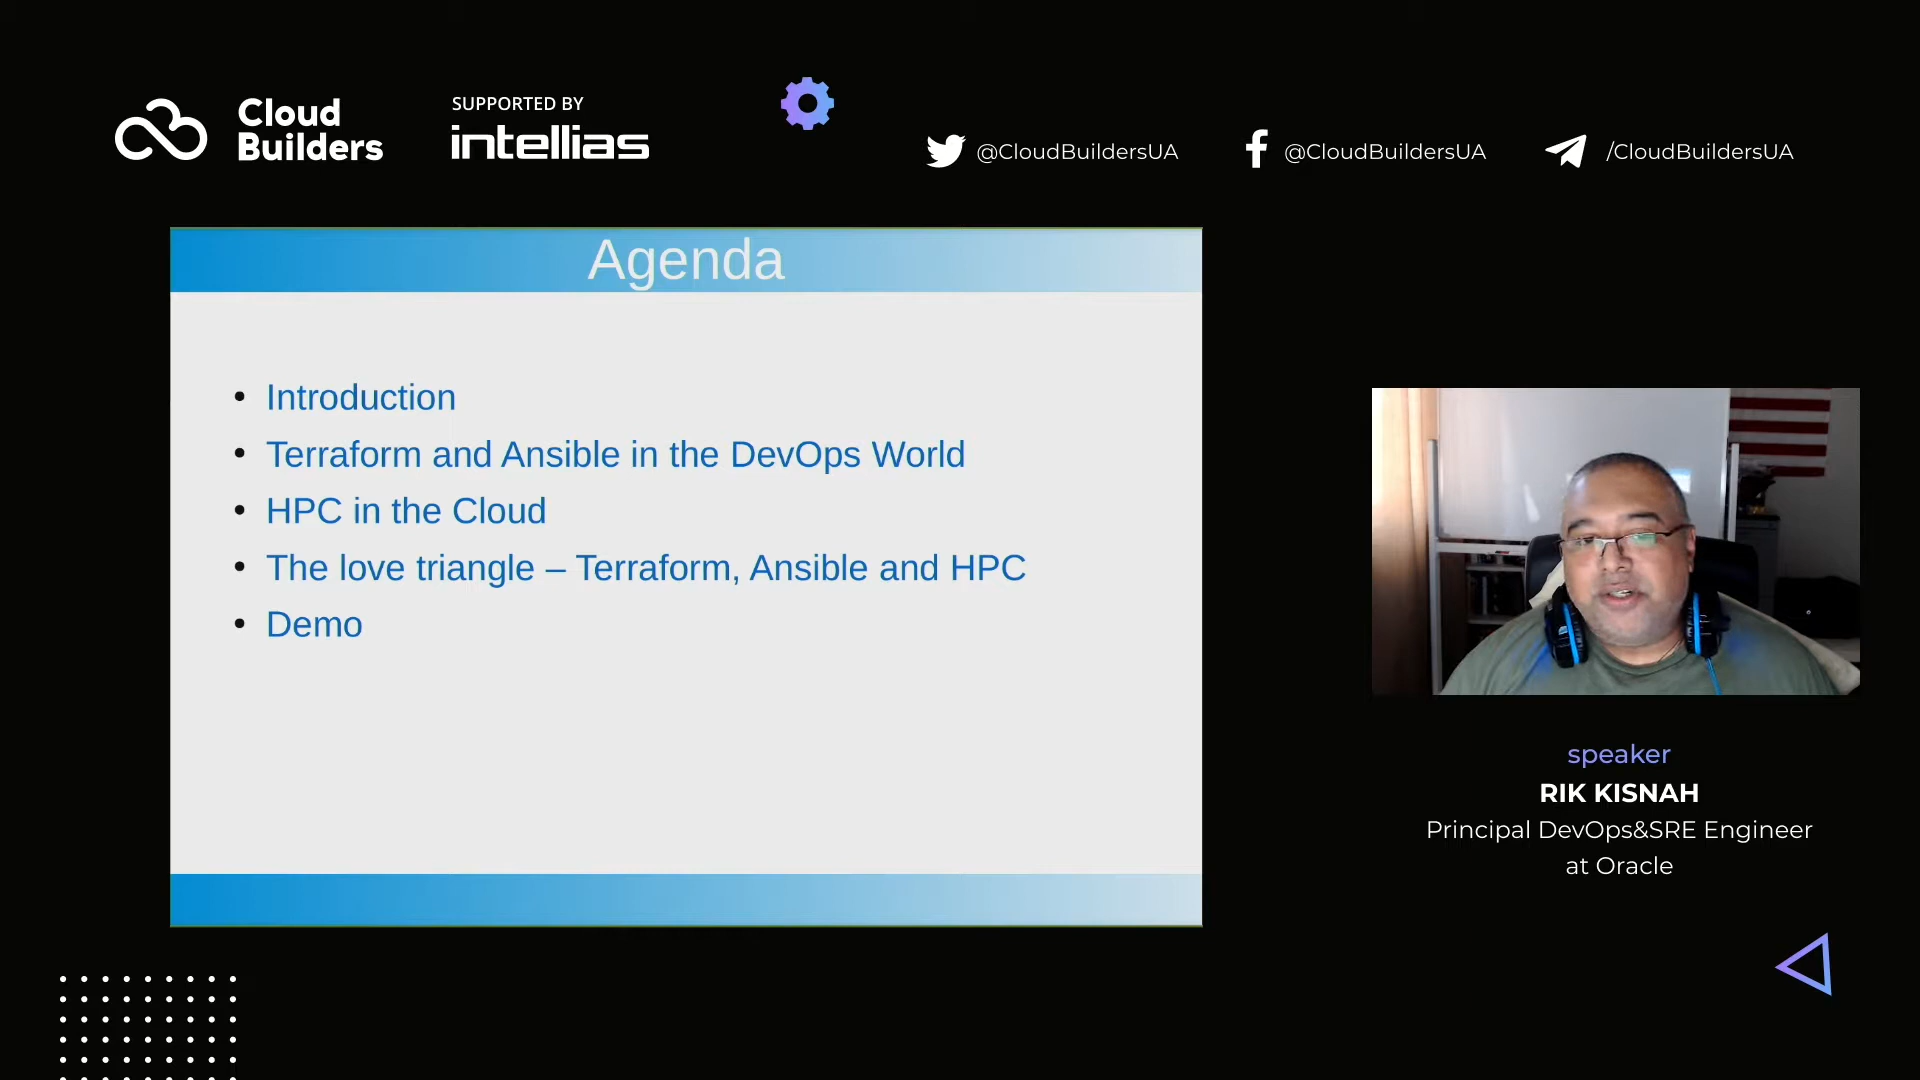 Cloud
Builders
SUPPORTED BY
intellias
@CloudBuildersUA
@CloudBuildersUA
/CloudBuildersUA
Agenda
• Introduction
• Terraform and Ansible in the DevOps World
• HPC in the Cloud
• The love triangle – Terraform, Ansible and HPC
• Demo
speaker
RIK KISNAH
Principal DevOps&SRE Engineer
at Oracle